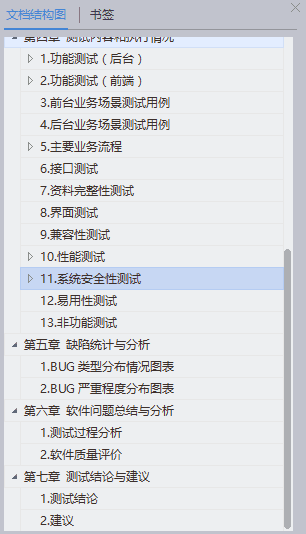 文档结构图 书签
第四章 测试内容和执行情况
1.功能测试（后台）
2.功能测试（前端）
3.前台业务场景测试用例
4.后台业务场景测试用例
5.主要业务流程
6.接口测试
7.资料完整性测试
8.界面测试
9.兼容性测试
10.性能测试
11.系统安全性测试
12.易用性测试
13.非功能测试
第五章 缺陷统计与分析
1.BUG 类型分布情况图表
2.BUG 严重程度分布图表
第六章 软件问题总结与分析
1.测试过程分析
2.软件质量评价
第七章 测试结论与建议
1.测试结论
2.建议